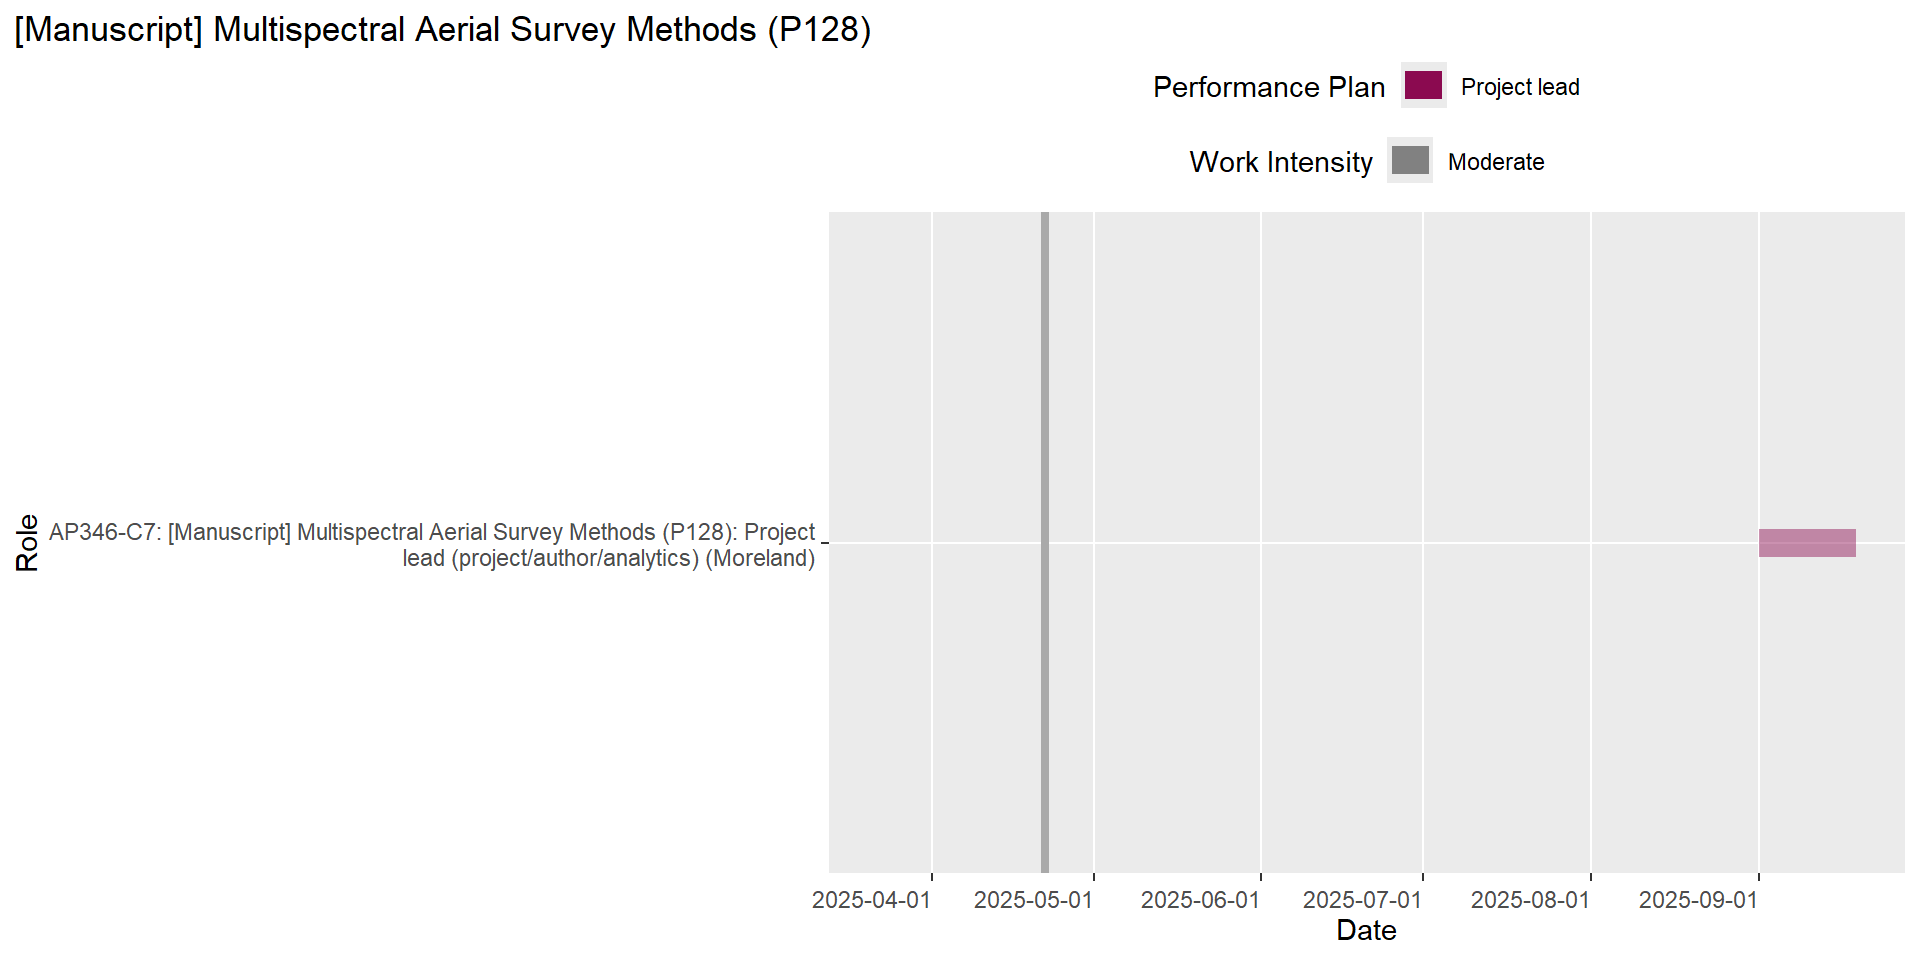 [Manuscript] Multispectral Aerial Survey Methods (P128)
Performance Plan
Project lead
Work Intensity
Moderate
Role
AP346-C7: [Manuscript] Multispectral Aerial Survey Methods (P128): Project
lead (project/author/analytics) (Moreland)
2025-04-01
2025-05-01
2025-06-01
2025-07-01
2025-08-01
2025-09-01
Date